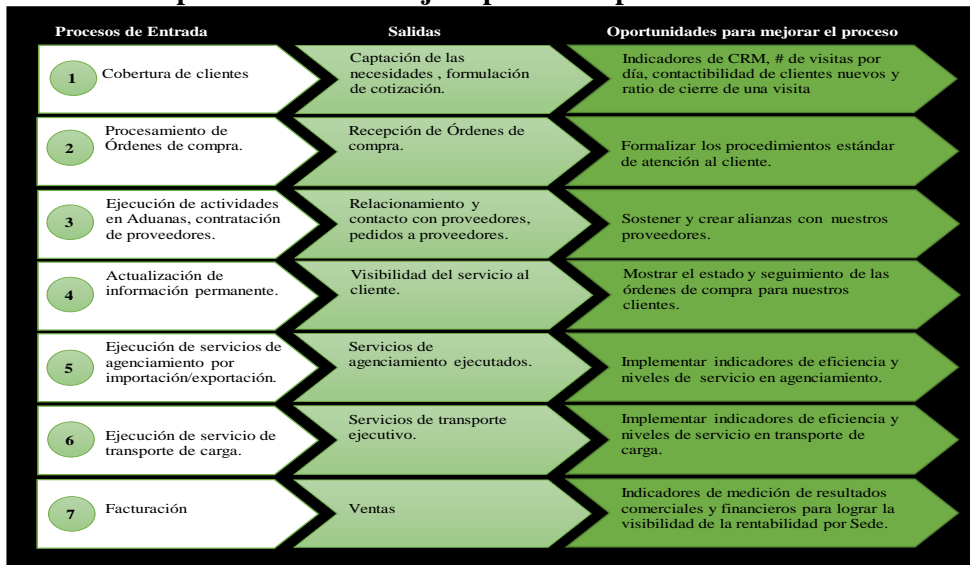 Procesos de Entrada
Salidas
Oportunidades para mejorar el proceso
1
Cobertura de clientes
Captación de las
necesidades , formulación
de cotización.
Indicadores de CRM, # de visitas por
día, contactibilidad de clientes nuevos y
ratio de cierre de una visita
2
Procesamiento de
Órdenes de compra.
Recepción de Órdenes de
compra.
Formalizar los procedimientos estándar
de atención al cliente.
3
Ejecución de actividades
en Aduanas, contratación
de proveedores.
Relacionamiento y
contacto con proveedores,
pedidos a proveedores.
Sostener y crear alianzas con nuestros
proveedores.
4
Actualización de
información permanente.
Visibilidad del servicio al
cliente.
Mostrar el estado y seguimiento de las
órdenes de compra para nuestros
clientes.
5
Ejecución de servicios de
agenciamiento por
importación/exportación.
Servicios de
agenciamiento ejecutados.
Implementar indicadores de eficiencia y
niveles de servicio en agenciamiento.
6
Ejecución de servicio de
transporte de carga.
Servicios de transporte
ejecutivo.
Implementar indicadores de eficiencia y
niveles de servicio en transporte de
carga.
7
Facturación
Ventas
Indicadores de medición de resultados
comerciales y financieros para lograr la
visibilidad de la rentabilidad por Sede.